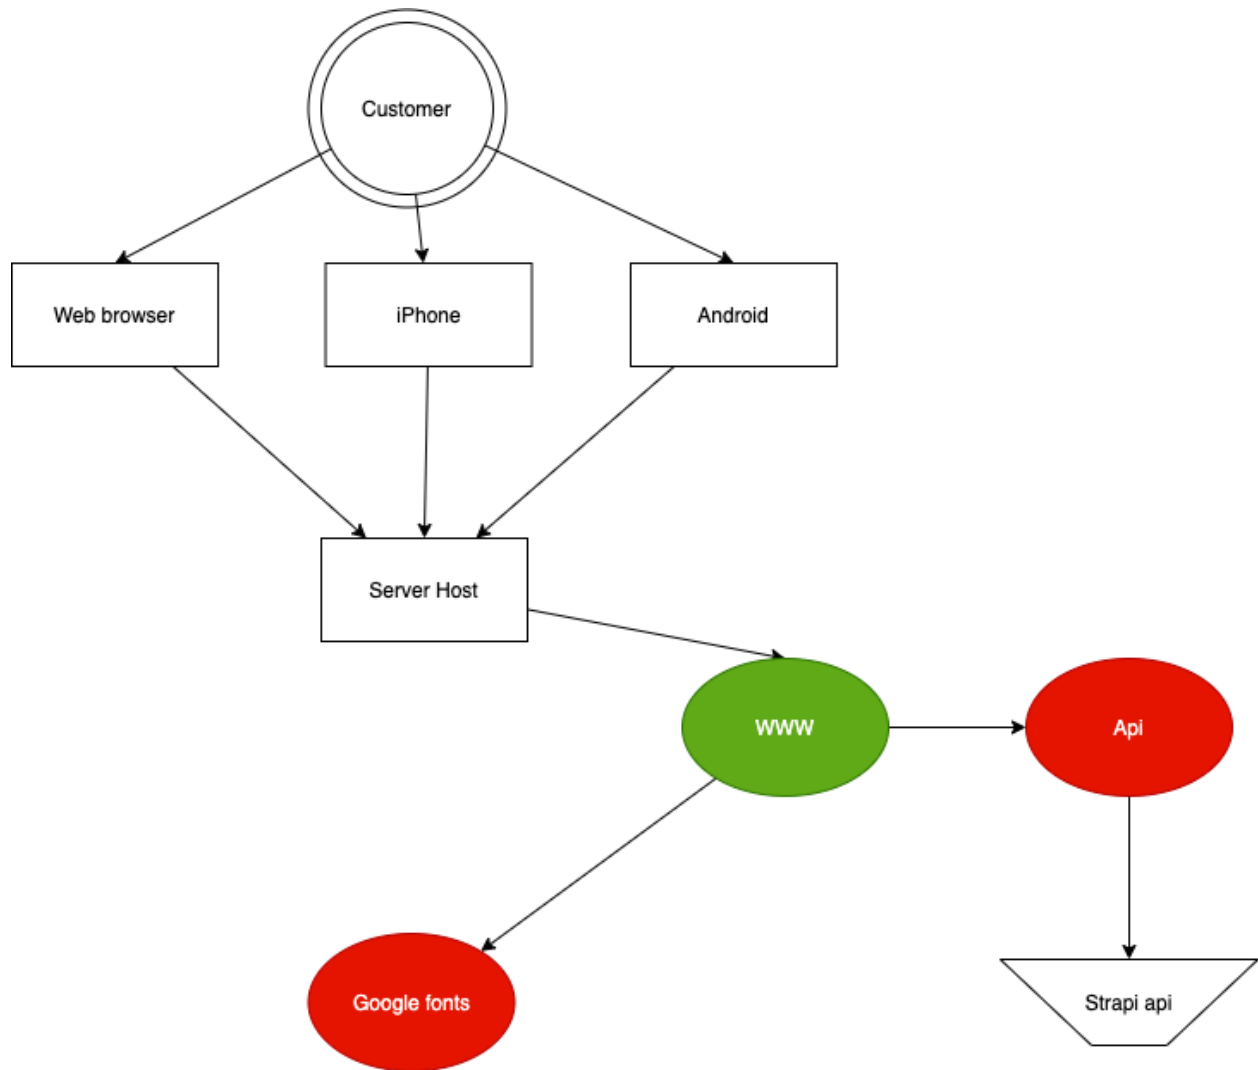 Customer
Web browser
iPhone
Android
Server Host
WWW
Api
Google fonts
Strapi api